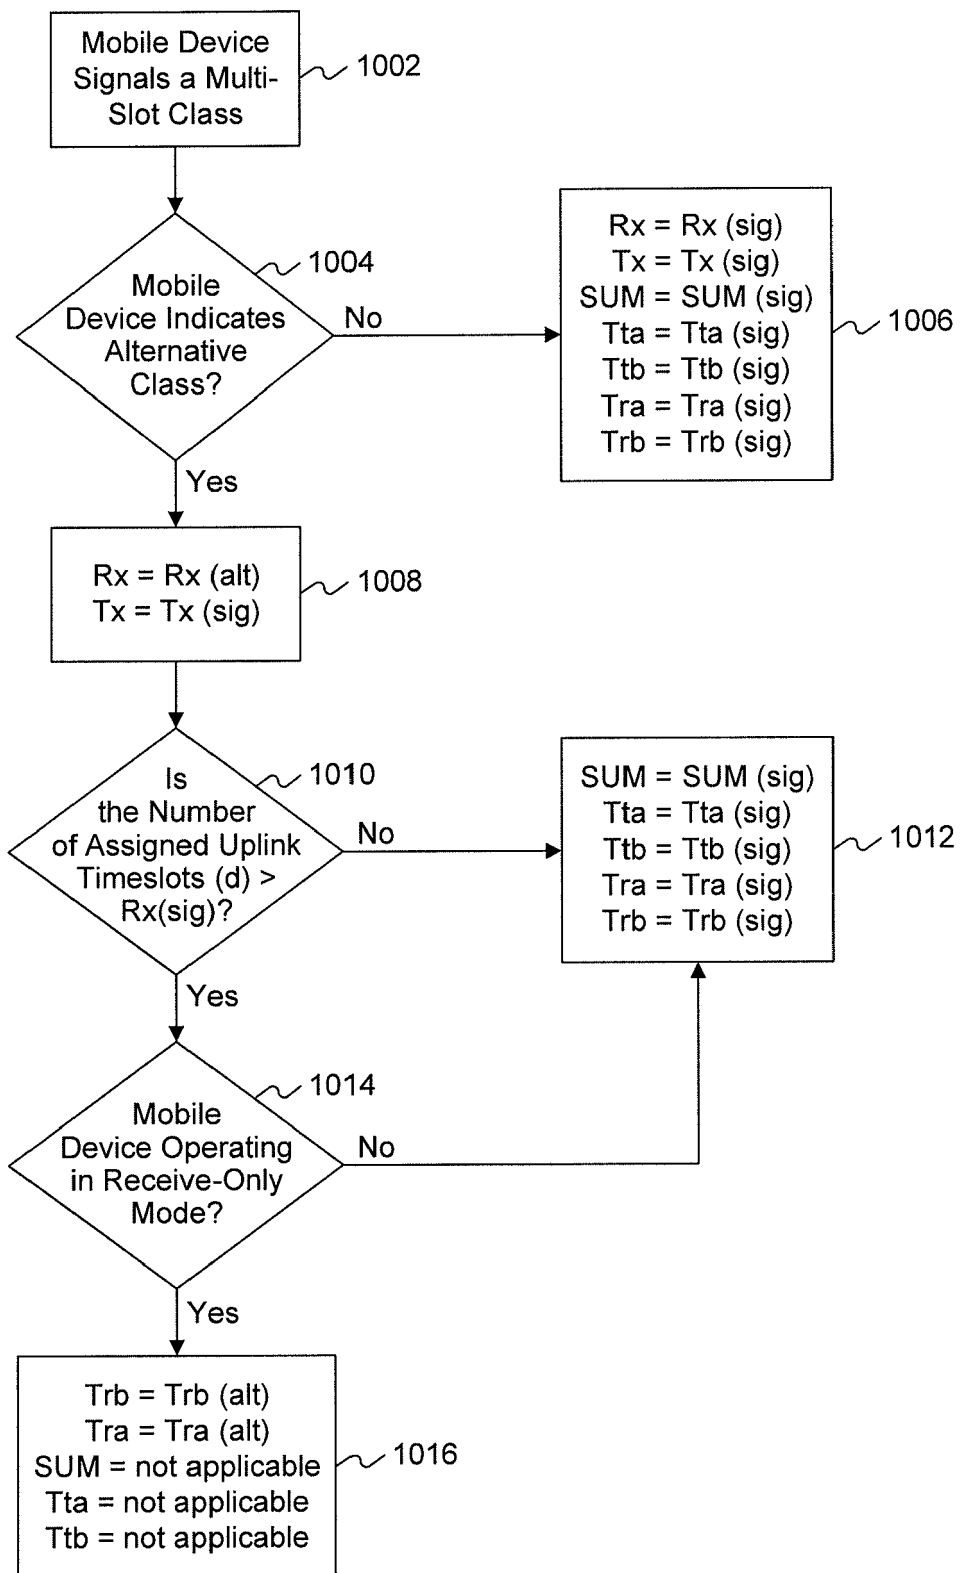 Mobile Device
Signals a Multi-
Slot Class
1002
Mobile
Device Indicates
Alternative
Class?
1004
No
Rx = Rx (sig)
Tx = Tx (sig)
SUM = SUM (sig)
Tta = Tta (sig)
Ttb = Ttb (sig)
Tra = Tra (sig)
Trb = Trb (sig)
1006
Yes
Rx = Rx (alt)
Tx = Tx (sig)
1008
Is
the Number
of Assigned Uplink
Timeslots (d) >
Rx(sig)?
1010
No
SUM = SUM (sig)
Tta = Tta (sig)
Ttb = Ttb (sig)
Tra = Tra (sig)
Trb = Trb (sig)
1012
Yes
Mobile
Device Operating
in Receive-Only
Mode?
1014
No
Yes
Trb = Trb (alt)
Tra = Tra (alt)
SUM = not applicable
Tta = not applicable
Ttb = not applicable
1016